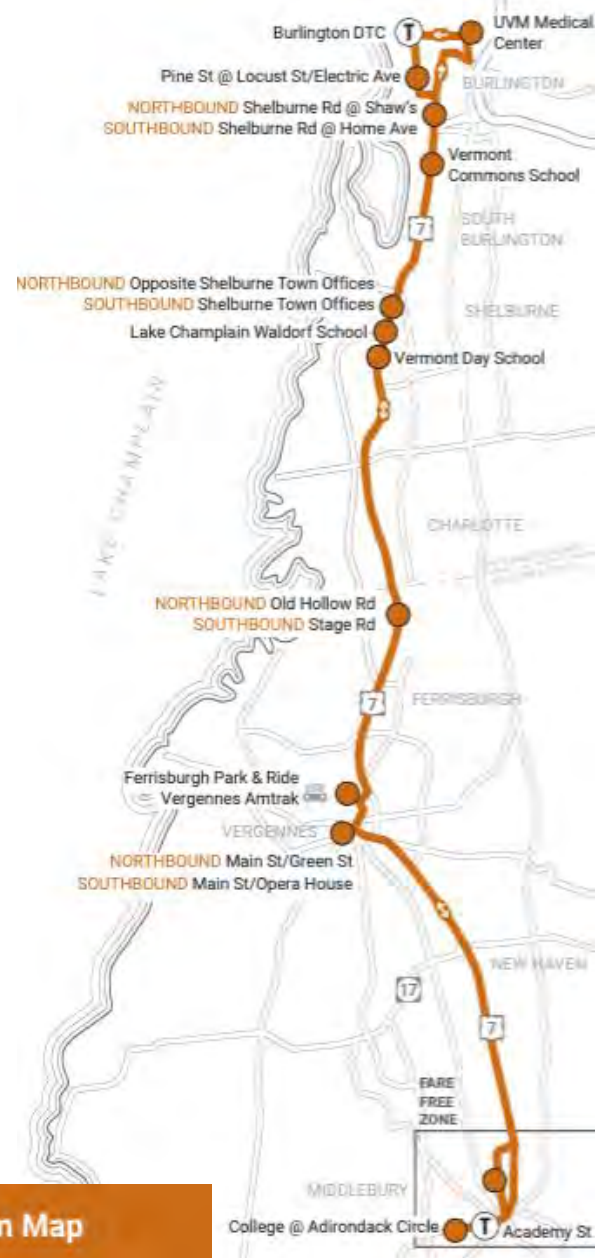 Burlington DTC
T
UVM Medical
Center
Pine St @ Locust St/Electric Ave
BURLINGTON
NORTHBOUND Shelburne Rd @ Shaw's
SOUTHBOUND Shelburne Rd @ Home Ave
Vermont
Commons School
7
SOUTH
BURLINGTON
NORTHBOUND Opposite Shelburne Town Offices
SOUTHBOUND Shelburne Town Offices
SHELBURNE
Lake Champlain Waldorf School
Vermont Day School
LAKE CHAMPLAIN
CHARLOTTE
NORTHBOUND Old Hollow Rd
SOUTHBOUND Stage Rd
7
FERRISBURGH
Ferrisburgh Park & Ride
Vergennes Amtrak
VERGENNES
NORTHBOUND Main St/Green St
SOUTHBOUND Main St/Opera House
NEW HAVEN
17
7
FARE
FREE
ZONE
MIDDLEBURY
n Map
College @ Adirondack Circle
T
Academy St